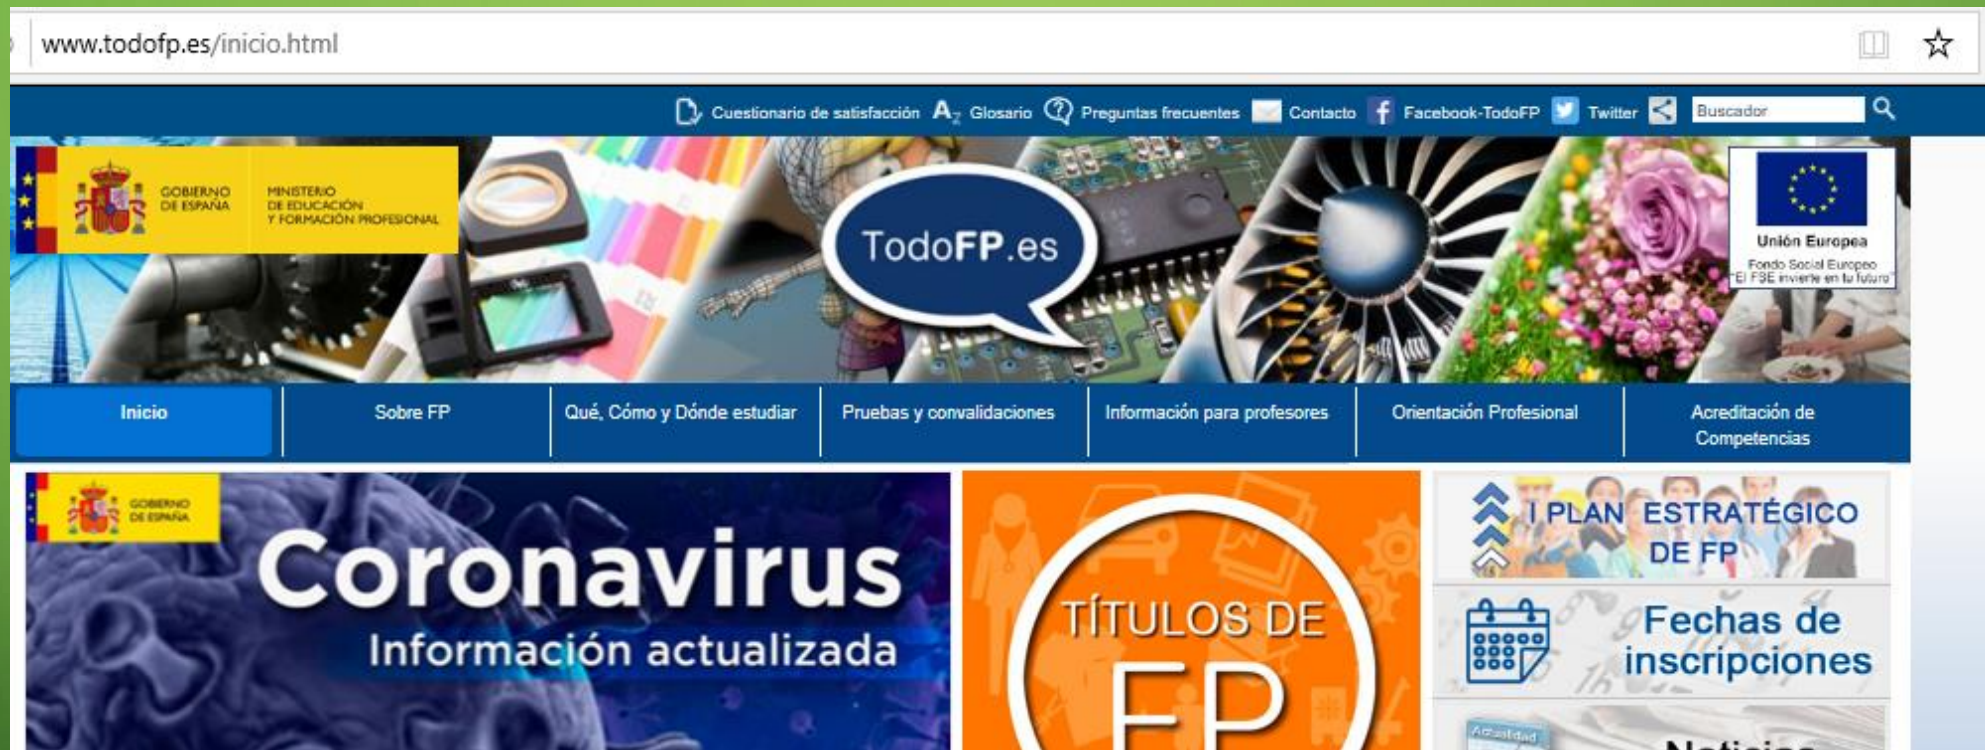 www.todofp.es/inicio.html
Cuestionario de satisfacción AZ Glosario Preguntas frecuentes Contacto f Facebook-TodoFP Twitter Buscador
GOBIERNO
DE ESPAÑA
MINISTERIO
DE EDUCACIÓN
Y FORMACIÓN PROFESIONAL
TodoFP.es
Unión Europea
Fondo Social Europeo
"El FSE invierte en tu futuro"
Inicio
Sobre FP
Qué, Cómo y Dónde estudiar
Pruebas y convalidaciones
Información para profesores
Orientación Profesional
Acreditación de
Competencias
GOBIERNO
DE ESPAÑA
Coronavirus
Información actualizada
TÍTULOS DE
FP
I PLAN ESTRATÉGICO
DE FP
Fechas de
inscripciones
Actualidad
Noticias